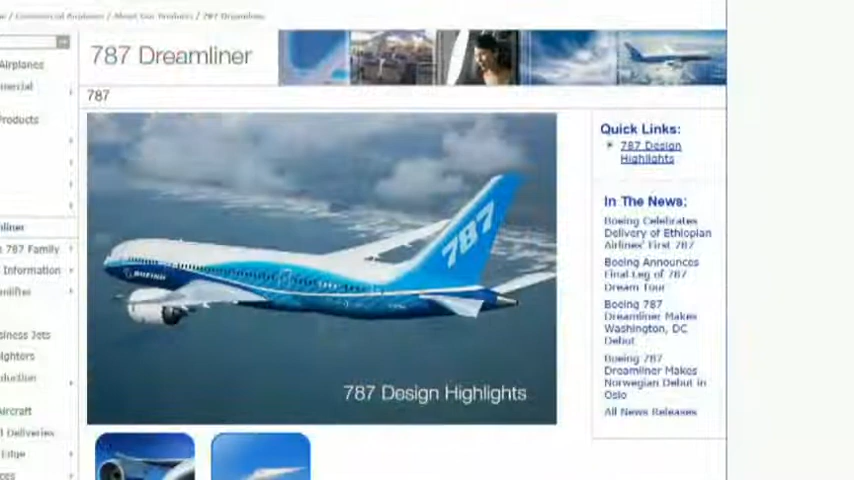 / Commercial Airplanes / About Our Products / 787 Dreamliner
787 Dreamliner
Airplanes
787
Products
787
BOEING
787 Design Highlights
Quick Links:
787 Design
Highlights
In The News:
Boeing Celebrates
Delivery of Ethiopian
Airlines' First 787
Boeing Announces
Final Leg of 787
Dream Tour
Boeing 787
Dreamliner Makes
Washington, DC
Debut
Boeing 787
Dreamliner Makes
Norwegian Debut in
Oslo
All News Releases
787 Family
Information
Jets
Deliveries
Edge